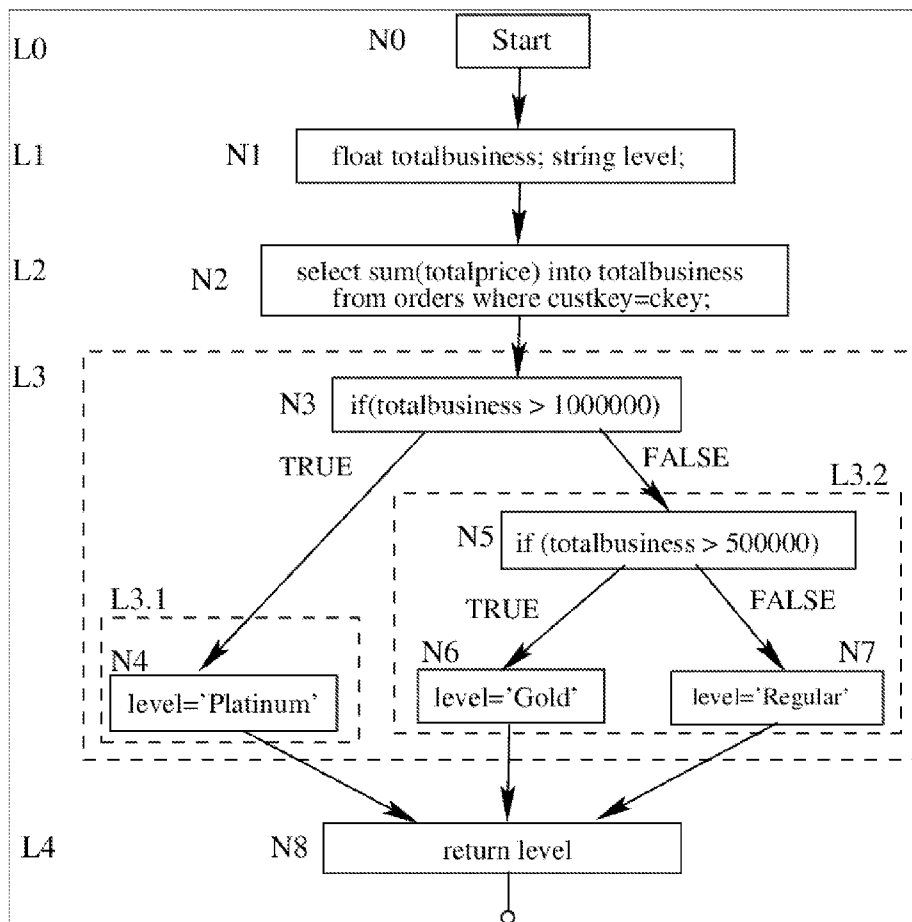 L0
N0
Start
L1
N1
float totalbusiness; string level;
L2
N2
select sum(totalprice) into totalbusiness
from orders where custkey=ckey;
L3
N3
if(totalbusiness > 1000000)
TRUE
FALSE
L3.2
N5
if (totalbusiness > 500000)
L3.1
TRUE
FALSE
N4
N6
N7
level='Platinum'
level='Gold'
level='Regular'
L4
N8
return level